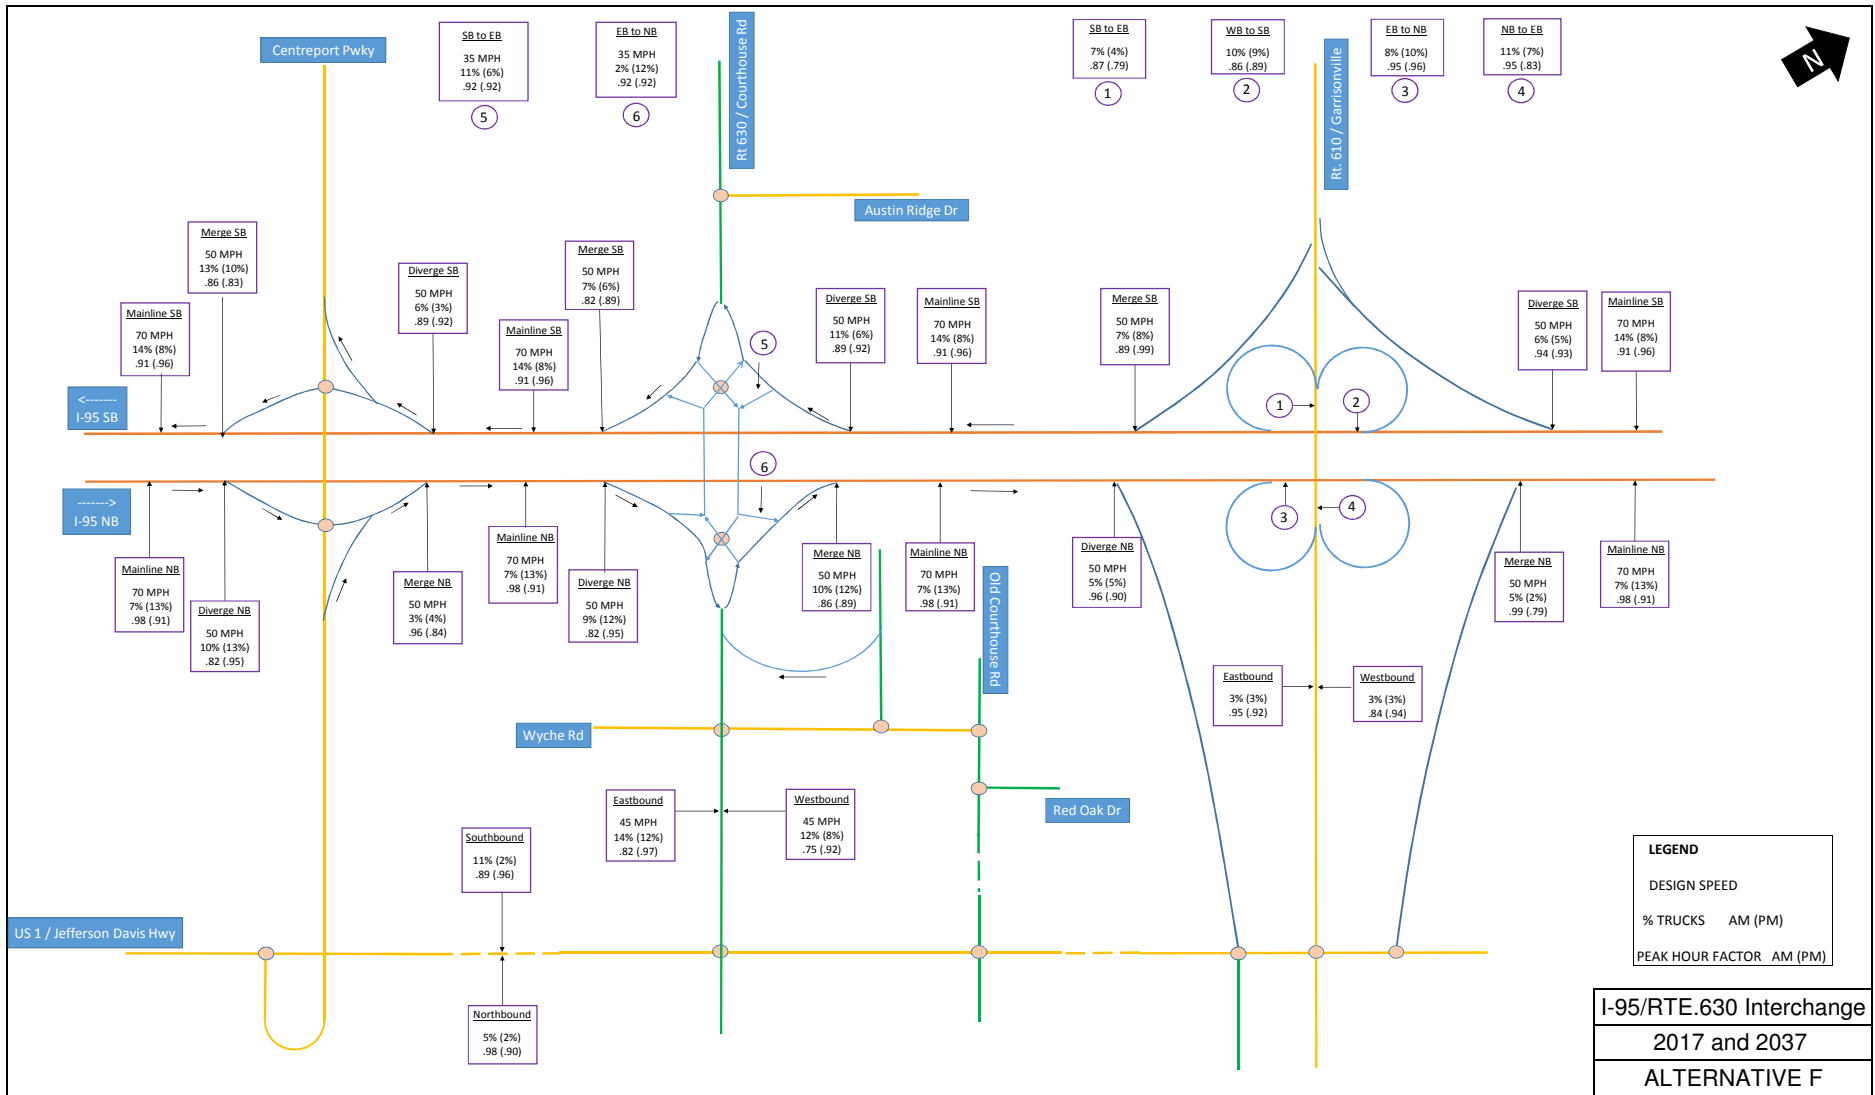 Centreport Pwky
SB to EB
35 MPH
11% (6%)
.92 (.92)
5
EB to NB
35 MPH
2% (12%)
.92 (.92)
6
Rt 630 / Courthouse Rd
SB to EB
7% (4%)
.87 (.79)
1
WB to SB
10% (9%)
.86 (.89)
2
Rt. 610 / Garrisonville
EB to NB
8% (10%)
.95 (.96)
3
NB to EB
11% (7%)
.95 (.83)
4
N
Austin Ridge Dr
Merge SB
50 MPH
13% (10%)
.86 (.83)
Mainline SB
70 MPH
14% (8%)
.91 (.96)
Diverge SB
50 MPH
6% (3%)
.89 (.92)
Mainline SB
70 MPH
14% (8%)
.91 (.96)
Merge SB
50 MPH
7% (6%)
.82 (.89)
5
Diverge SB
50 MPH
11% (6%)
.89 (.92)
Mainline SB
70 MPH
14% (8%)
.91 (.96)
Merge SB
50 MPH
7% (8%)
.89 (.99)
1
2
Diverge SB
50 MPH
6% (5%)
.94 (.93)
Mainline SB
70 MPH
14% (8%)
.91 (.96)
<-------
I-95 SB
------->
I-95 NB
6
3
4
Mainline NB
70 MPH
7% (13%)
.98 (.91)
Diverge NB
50 MPH
10% (13%)
.82 (.95)
Merge NB
50 MPH
3% (4%)
.96 (.84)
Mainline NB
70 MPH
7% (13%)
.98 (.91)
Diverge NB
50 MPH
9% (12%)
.82 (.95)
Merge NB
50 MPH
10% (12%)
.86 (.89)
Mainline NB
70 MPH
7% (13%)
.98 (.91)
Old Courthouse Rd
Diverge NB
50 MPH
5% (5%)
.96 (.90)
Merge NB
50 MPH
5% (2%)
.99 (.79)
Mainline NB
70 MPH
7% (13%)
.98 (.91)
Eastbound
3% (3%)
.95 (.92)
Westbound
3% (3%)
.84 (.94)
Wyche Rd
Red Oak Dr
Eastbound
45 MPH
14% (12%)
.82 (.97)
Westbound
45 MPH
12% (8%)
.75 (.92)
Southbound
11% (2%)
.89 (.96)
US 1 / Jefferson Davis Hwy
Northbound
5% (2%)
.98 (.90)
LEGEND
DESIGN SPEED
% TRUCKS AM (PM)
PEAK HOUR FACTOR AM (PM)
I-95/RTE.630 Interchange
2017 and 2037
ALTERNATIVE F